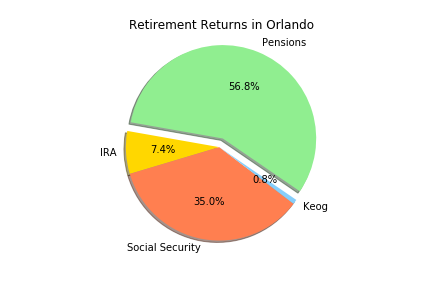 Retirement Returns in Orlando
Pensions
56.8%
IRA
7.4%
0.8%
Keog
35.0%
Social Security